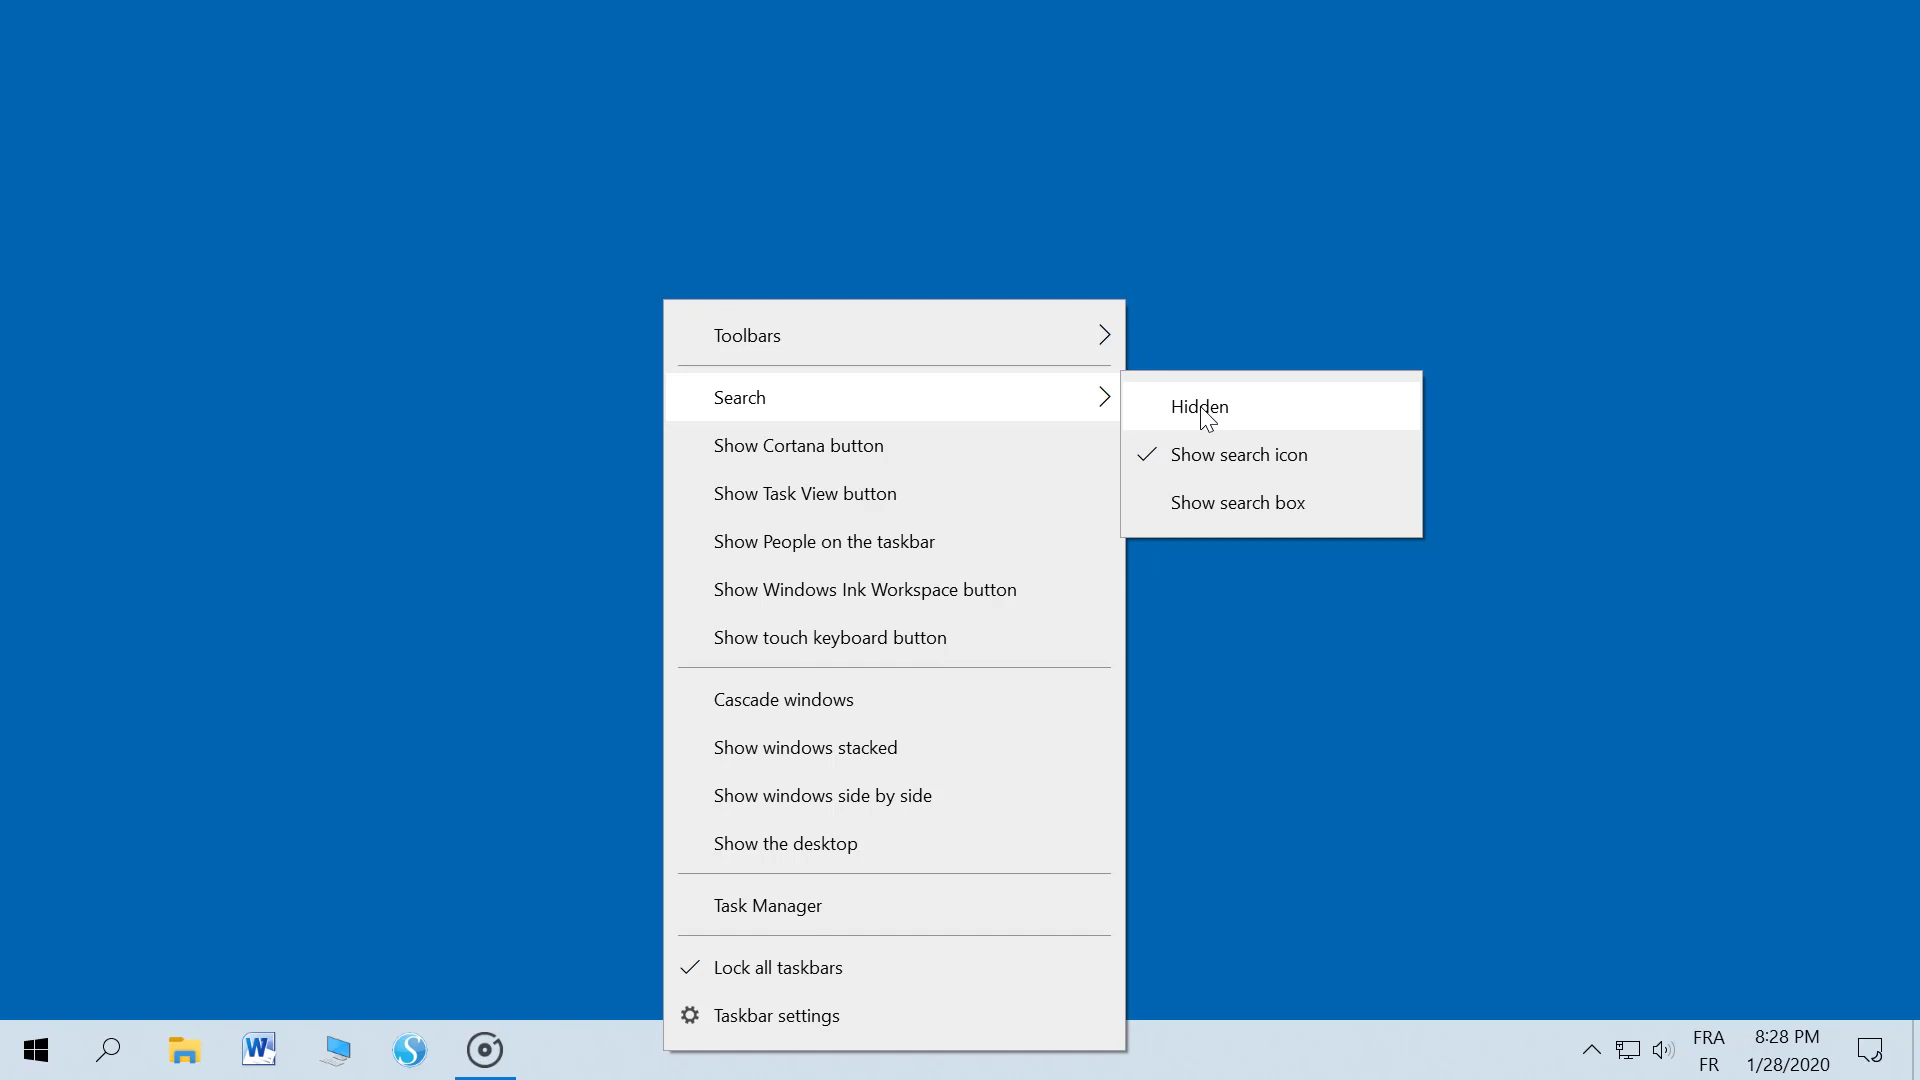 Toolbars
Search
Hidden
Show search icon
Show search box
Show Cortana button
Show Task View button
Show People on the taskbar
Show Windows Ink Workspace button
Show touch keyboard button
Cascade windows
Show windows stacked
Show windows side by side
Show the desktop
Task Manager
Lock all taskbars
Taskbar settings
W
S
FRA
FR
8:28 PM
1/28/2020